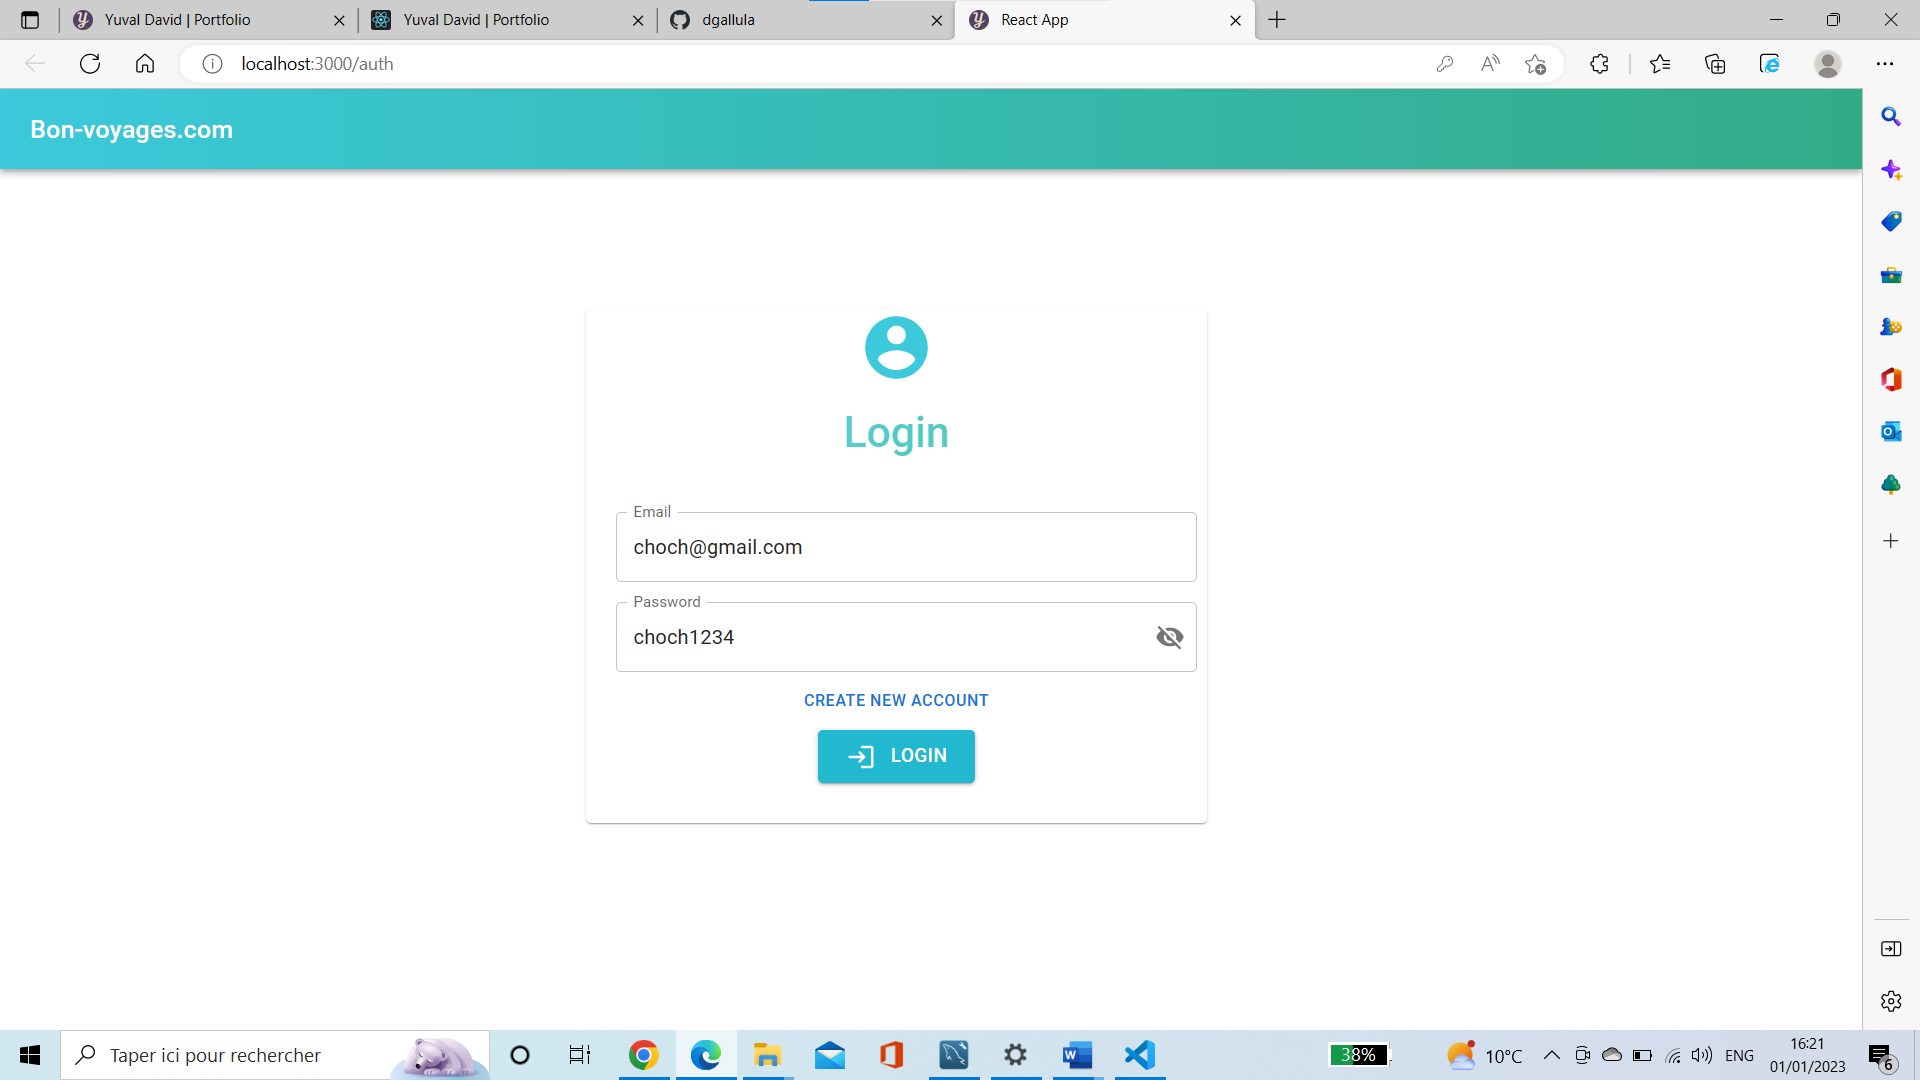 Yuval David | Portfolio
Yuval David | Portfolio
dgallula
React App
localhost:3000/auth
Bon-voyages.com
Login
Email
choch@gmail.com
Password
choch1234
CREATE NEW ACCOUNT
LOGIN
Taper ici pour rechercher
38%
10°C
ENG
16:21
01/01/2023
6